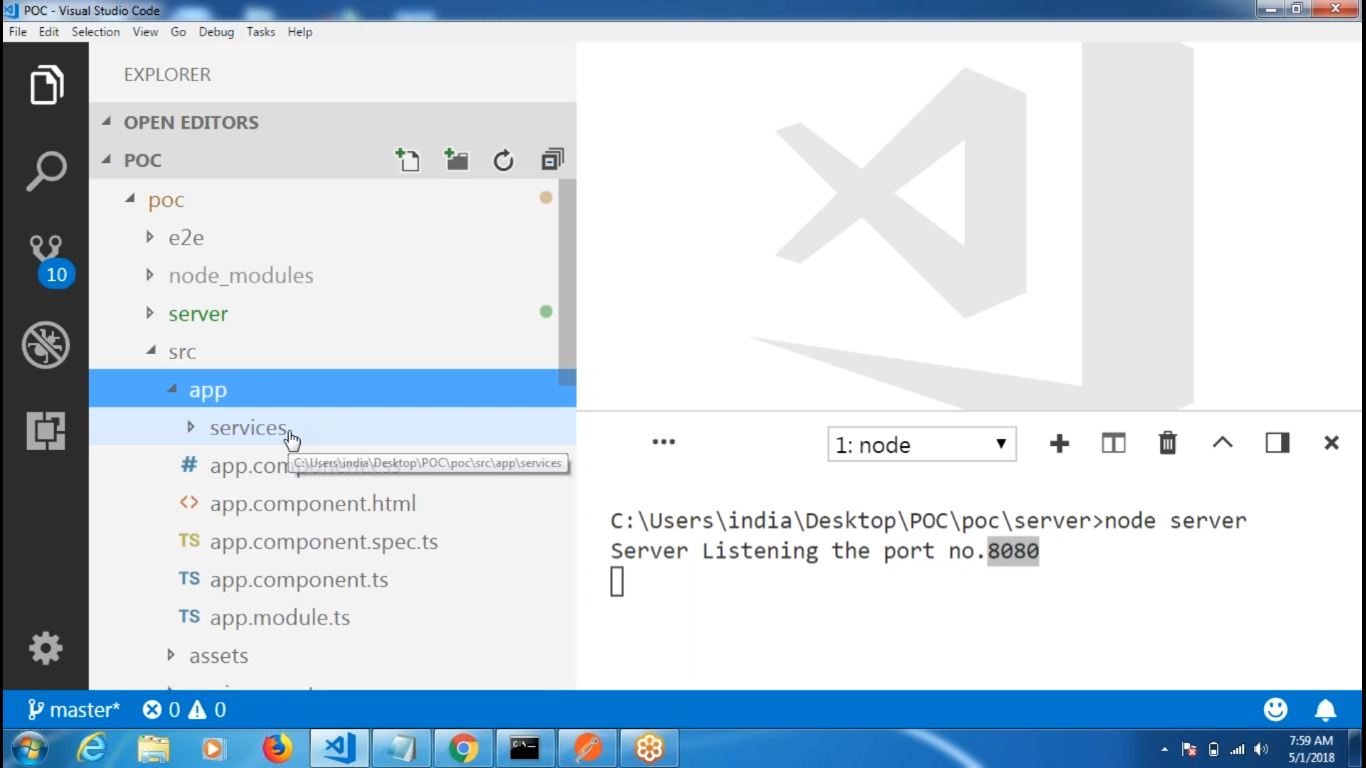 POC - Visual Studio Code
File Edit Selection View Go Debug Tasks Help
EXPLORER
OPEN EDITORS
POC
poc
e2e
node_modules
server
src
app
services
C:\Users\india\Desktop\POC\poc\src\app\services
app.component.html
TS app.component.spec.ts
TS app.component.ts
TS app.module.ts
assets
10
1: node
C:\Users\india\Desktop\POC\poc\server>node server
Server Listening the port no.8080
master* 0 0
7:59 AM
5/1/2018